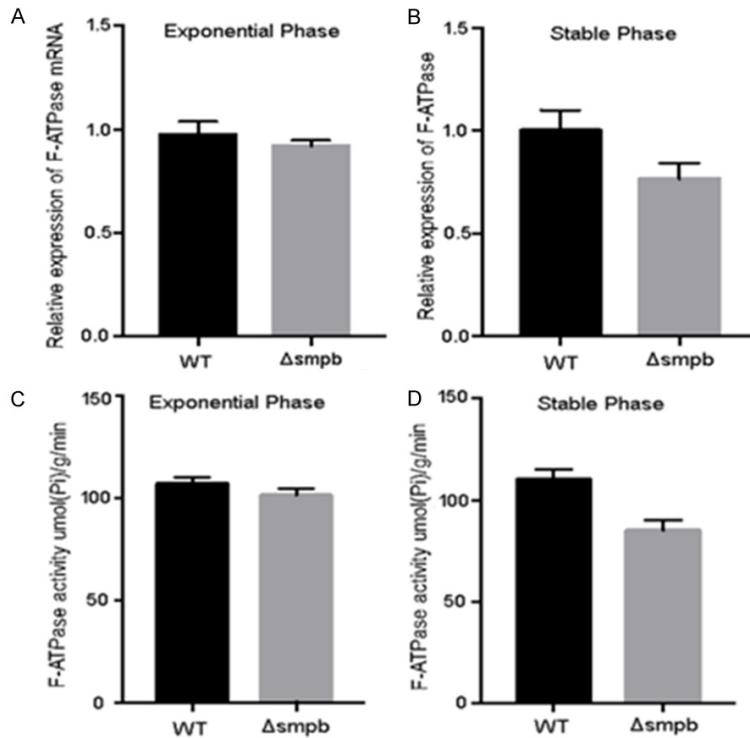 A
Exponential Phase
Relative expression of F-ATPase mRNA
1.5
1.0
0.5
0.0
WT
Δsmpb
B
Stable Phase
Relative expression of F-ATPase
1.5
1.0
0.5
0.0
WT
Δsmpb
C
Exponential Phase
F-ATPase activity umol(Pi)/g/min
150
100
50
0
WT
Δsmpb
D
Stable Phase
F-ATPase activity umol(Pi)/g/min
150
100
50
0
WT
Δsmpb